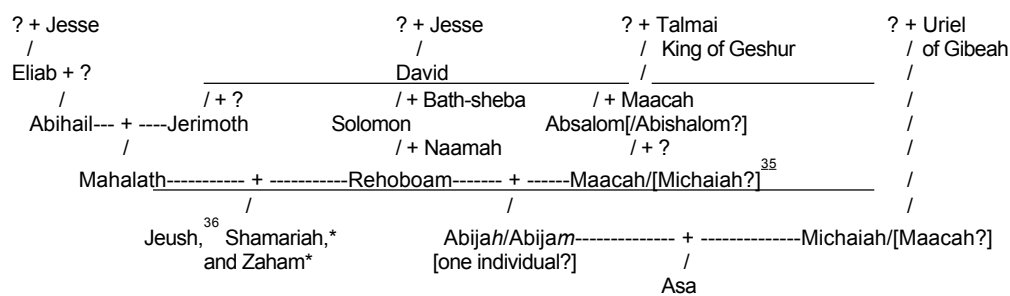 ? + Jesse ? + Jesse ? + Talmai ? + Uriel
/ / / King of Geshur / of Gibeah
Eliab + ? David / /
/ / + ? / + Bath-sheba / + Maacah /
Abihail--- + ----Jerimoth Solomon Absalom[/Abishalom?] /
/ / + Naamah / + ? /
Mahalath----------- + -----------Rehoboam------- + ------Maacah/[Michaiah?]35 /
/ / /
Jeush,36 Shamariah,* Abijah/Abijam--------------- + --------------Michaiah/[Maacah?]
and Zaham* [one individual?] /
Asa